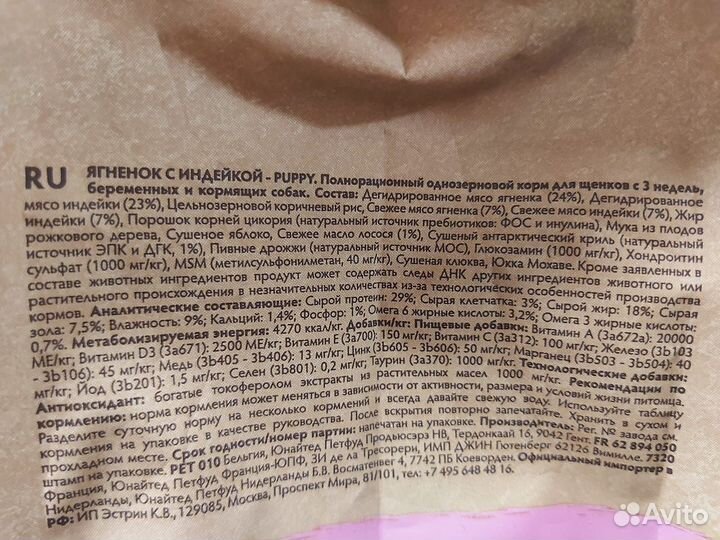 RU ЯГНЕНОК С ИНДЕЙКОЙ - PUPPY. Полнорационный однозерновой корм для щенков с 3 недель,
беременных и кормящих собак. Состав: Дегидрированное мясо ягненка (24%), Дегидрированное
мясо индейки (23%), Цельнозерновой коричневый рис, Свежее мясо ягненка (7%), Свежее мясо индейки (7%), Жир
индейки (7%), Порошок корней цикория (натуральный источник пребиотиков: ФОС и инулина), Мука из плодов
рожкового дерева, Сушеное яблоко, Свежее масло лосося (1%), Сушеный антарктический криль (натуральный
источник ЭПК и ДГК, 1%), Пивные дрожжи (натуральный источник МОС), Глюкозамин (1000 мг/кг), Хондроитин
сульфат (1000 мг/кг), MSM (метилсульфонилметан, 40 мг/кг), Сушеная клюква, Юкка Мохаве. Кроме заявленных в
составе животных ингредиентов продукт может содержать следы ДНК других ингредиентов животного или
растительного происхождения в незначительных количествах из-за технологических особенностей производства
кормов. Аналитические составляющие: Сырой протеин: 29%; Сырая клетчатка: 3%; Сырой жир: 18%; Сырая
зола: 7,5%; Влажность: 9%; Кальций: 1,4%; Фосфор: 1%; Омега 6 жирные кислоты: 3,2%; Омега 3 жирные кислоты:
0,7%. Метаболизируемая энергия: 4270 ккал/кг. Добавки/кг: Пищевые добавки: Витамин А (3a672a): 20000
МЕ/кг; Витамин D3 (3a671): 2500 МЕ/кг; Витамин Е (3a700): 150 мг/кг; Витамин С (3a312): 100 мг/кг; Железо (3b103
- 3b106): 45 мг/кг; Медь (3b405 - 3b406): 13 мг/кг; Цинк (3b605 - 3b606): 50 мг/кг; Марганец (3b503 - 3b504): 40
мг/кг; Йод (3b201): 1,5 мг/кг; Селен (3b801): 0,2 мг/кг; Таурин (3a370): 1000 мг/кг. Технологические добавки:
Антиоксидант: богатые токоферолом экстракты из растительных масел 1000 мг/кг. Рекомендации по
кормлению: норма кормления может меняться в зависимости от активности, размера и условий жизни питомца.
Разделите суточную норму на несколько кормлений и всегда давайте свежую воду. Используйте таблицу
кормления на упаковке в качестве руководства. После вскрытия повторно запечатайте. Хранить в сухом и
прохладном месте. Срок годности/номер партии: напечатан на упаковке. Производитель: Рег. № завода см.
штамп на упаковке. PET 010 Бельгия, Юнайтед Петфуд Продьюсэрз НВ, Тердонкаай 16, 9042 Гент. FR 62 894 050
Франция, Юнайтед Петфуд Франция-ЮПФ, ЗИ де ла Тресорери, ИМП ДЖИН Гютенберг 62126 Вимилле. 7320
Нидерланды, Юнайтед Петфуд Нидерланды Б.В. Восматенвег 4, 7742 ПБ Коеворден. Официальный импортер в
РФ: ИП Эстрин К.В., 129085, Москва, Проспект Мира, 81/101, тел.: +7 495 648 48 16.
Avito